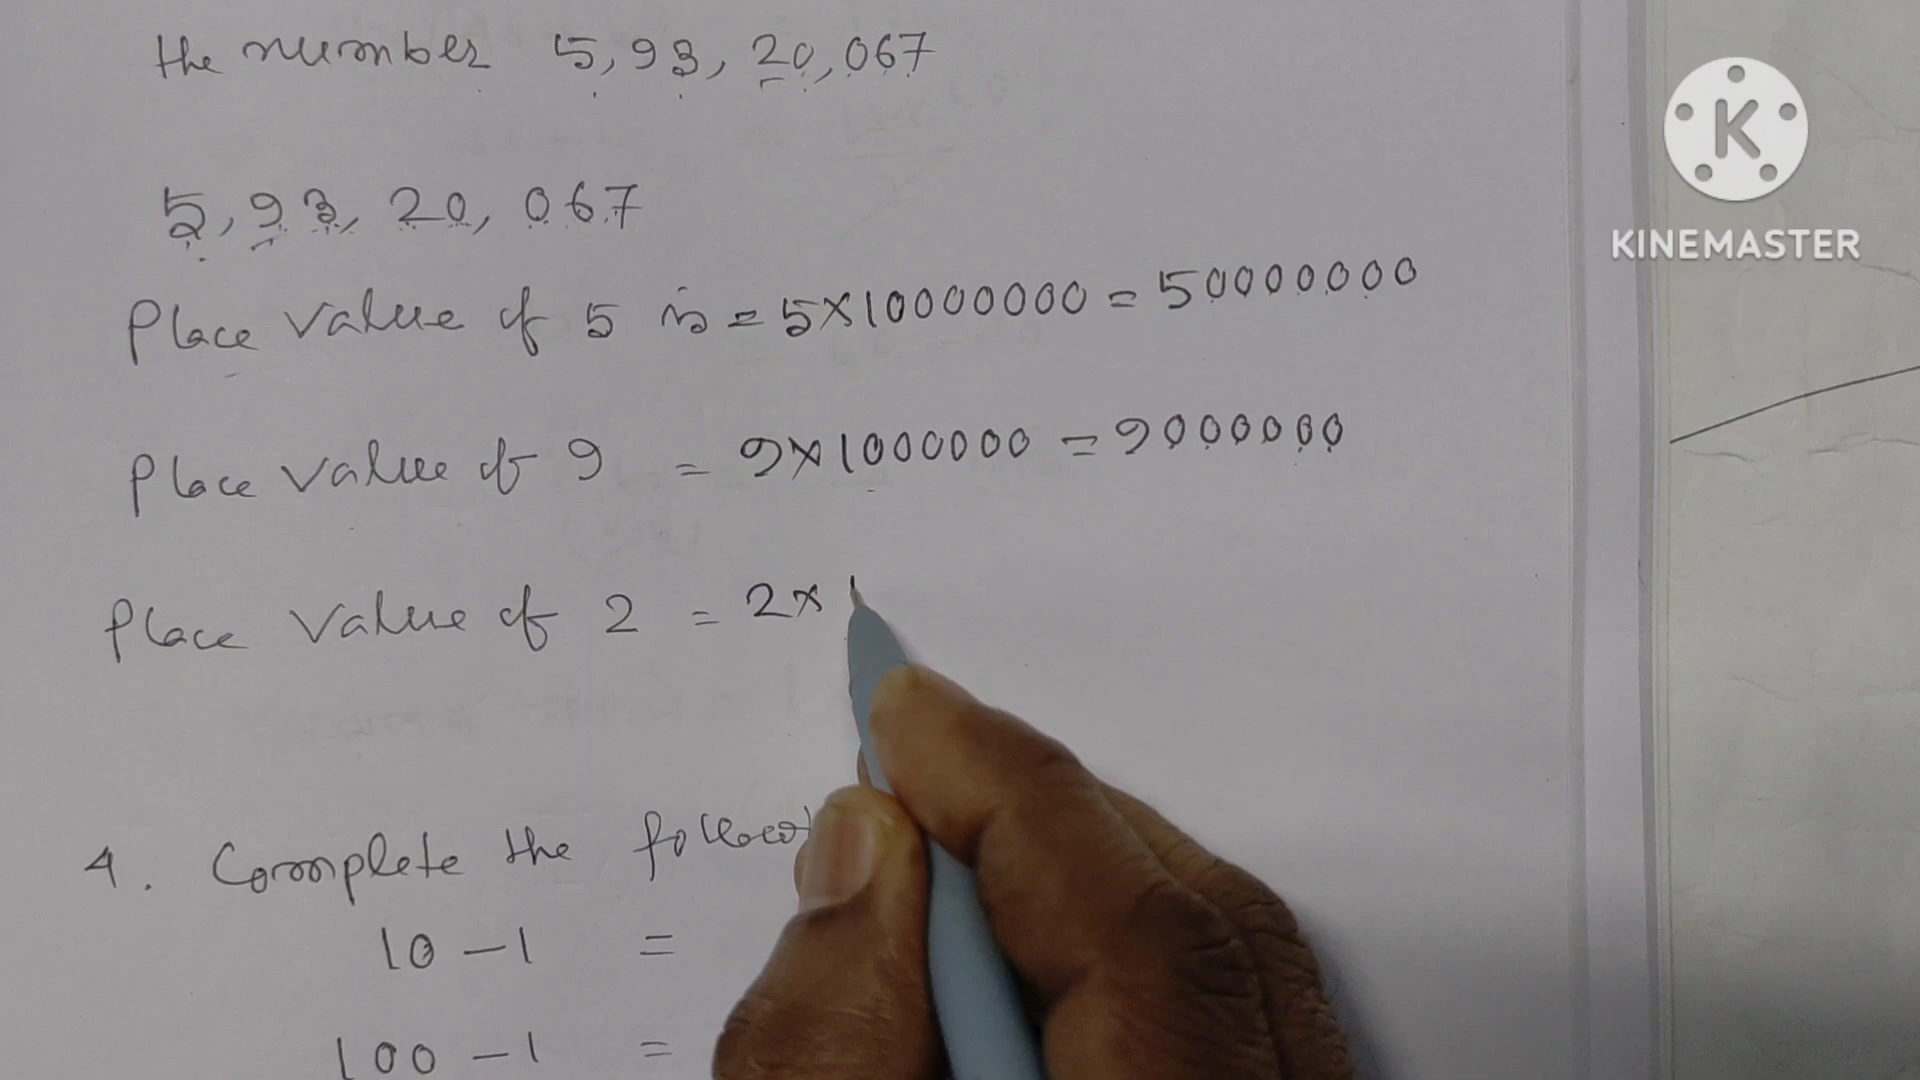 the number 5,93,20,067
K
KINEMASTER
5,93,20,067
Place value of 5 is = 5×10000000 = 50000000
Place value of 9 = 9×1000000 = 9000000
Place value of 2 = 2×
4. Complete the
10 - 1 =
100 - 1 =